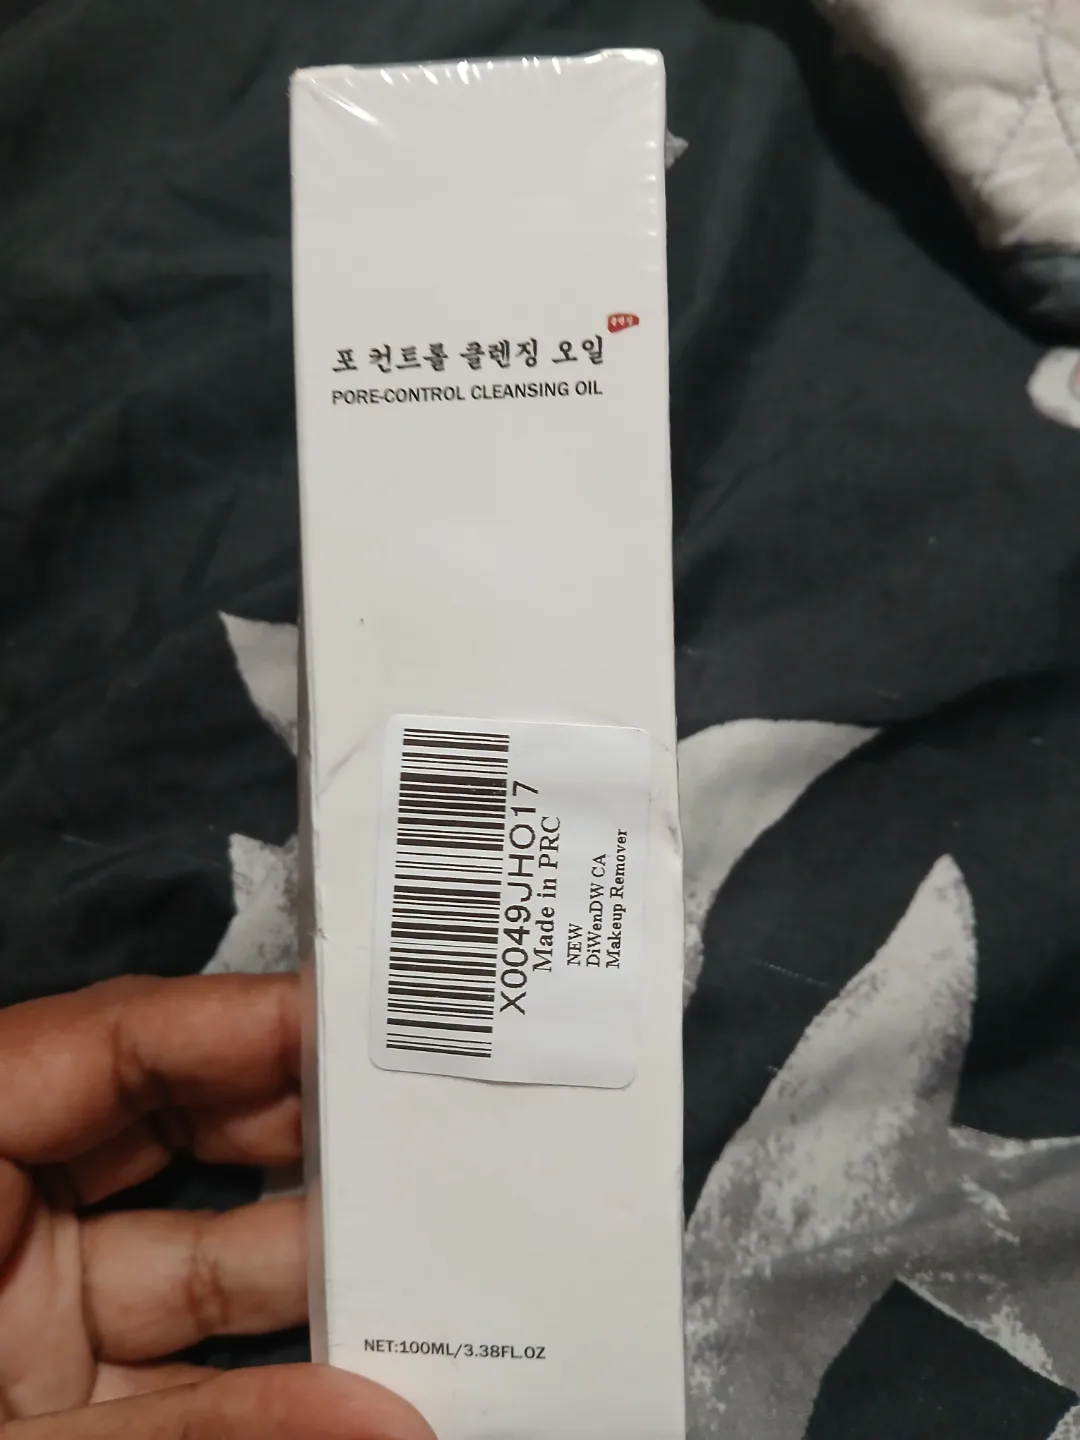 포 컨트롤 클렌징 오일
PORE-CONTROL CLEANSING OIL
X0049JHO17
Made in PRC
NEW
DiWenDW CA
Makeup Remover
NET:100ML/3.38FL.OZ